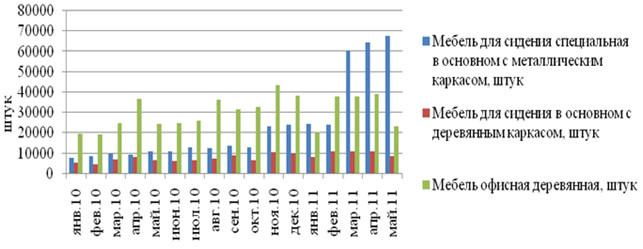 80000
70000
60000
50000
40000
30000
20000
10000
0
штук
янв.10
фев.10
мар.10
апр.10
май.10
июн.10
июл.10
авг.10
сен.10
окт.10
ноя.10
дек.10
янв.11
фев.11
мар.11
апр.11
май.11
Мебель для сидения специальная
в основном с металлическим
каркасом, штук
Мебель для сидения в основном с
деревянным каркасом, штук
Мебель офисная деревянная, штук